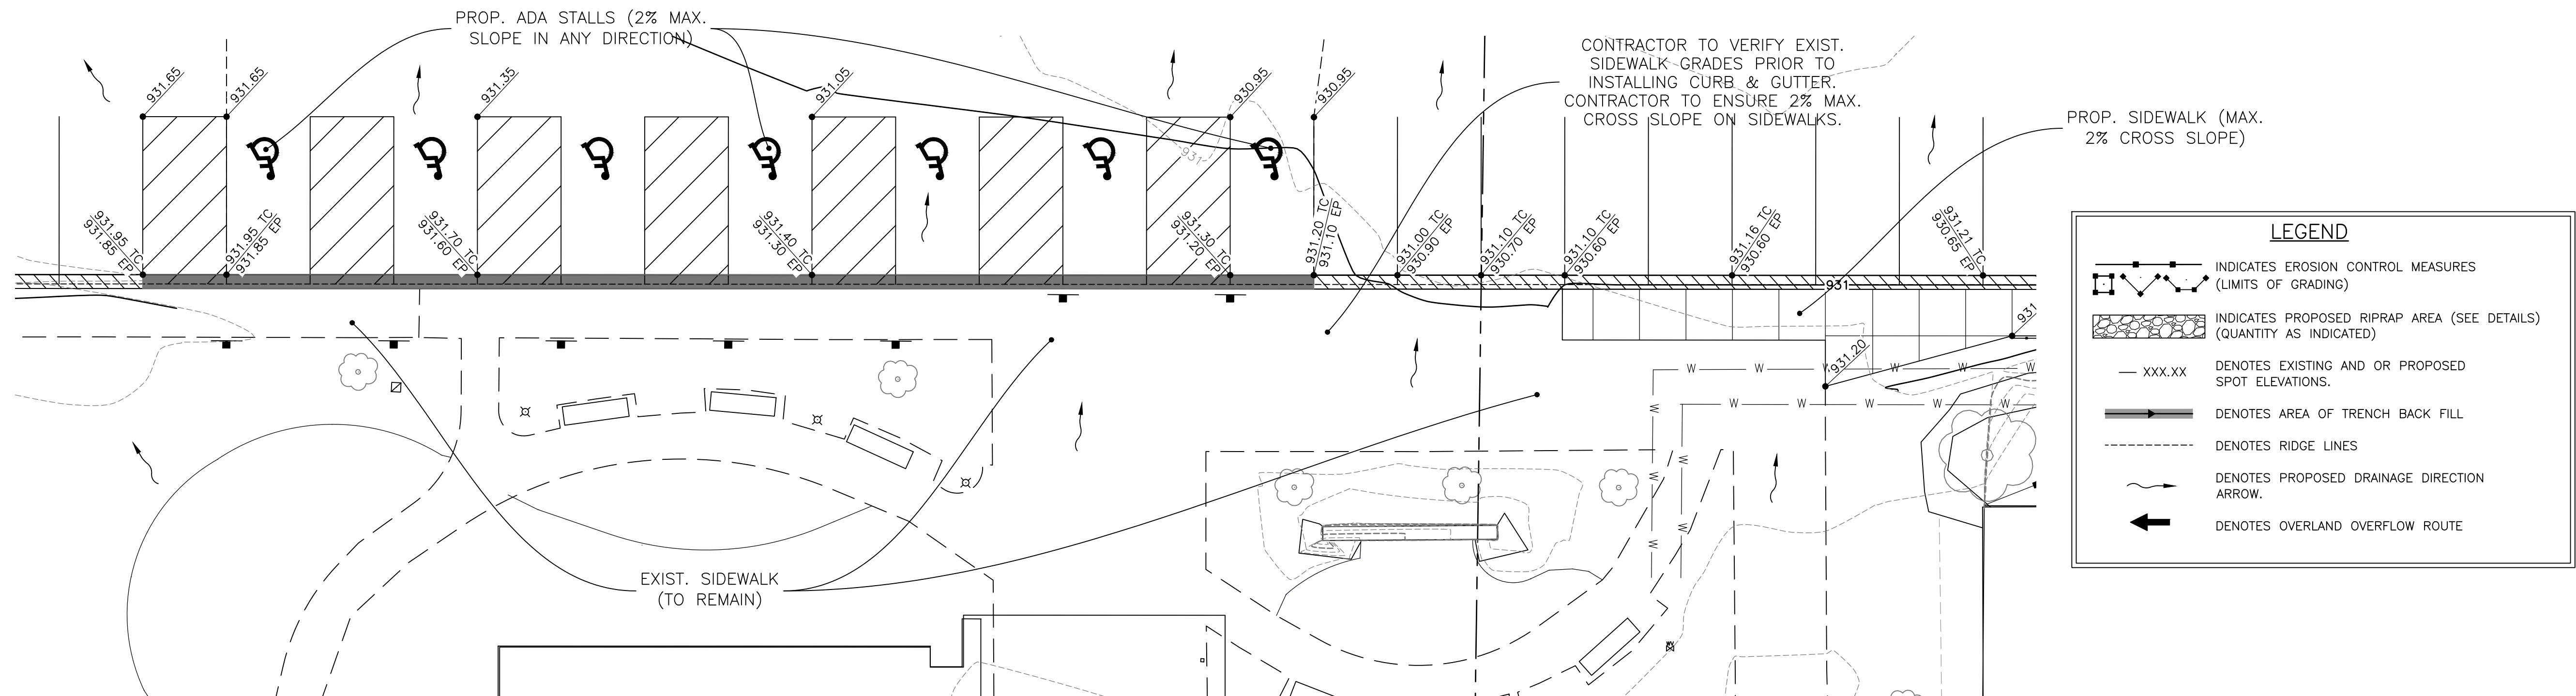 PROP. ADA STALLS (2% MAX.
SLOPE IN ANY DIRECTION)
CONTRACTOR TO VERIFY EXIST.
SIDEWALK GRADES PRIOR TO
INSTALLING CURB & GUTTER.
CONTRACTOR TO ENSURE 2% MAX.
CROSS SLOPE ON SIDEWALKS.
PROP. SIDEWALK (MAX.
2% CROSS SLOPE)
931.65
931.65
931.35
931.05
930.95
930.95
931
931.95 TC
931.85 EP
931.95 TC
931.85 EP
931.70 TC
931.60 EP
931.40 TC
931.30 EP
931.30 TC
931.20 EP
931.20 TC
931.10 EP
931.00 TC
930.90 EP
931.10 TC
930.70 EP
931.10 TC
930.60 EP
931.16 TC
930.60 EP
931.21 TC
930.65 EP
931
931
931.20
W W W W W W
W W W W W
W W W
W W
EXIST. SIDEWALK
(TO REMAIN)
LEGEND
INDICATES EROSION CONTROL MEASURES
(LIMITS OF GRADING)
INDICATES PROPOSED RIPRAP AREA (SEE DETAILS)
(QUANTITY AS INDICATED)
XXX.XX
DENOTES EXISTING AND OR PROPOSED
SPOT ELEVATIONS.
DENOTES AREA OF TRENCH BACK FILL
DENOTES RIDGE LINES
DENOTES PROPOSED DRAINAGE DIRECTION
ARROW.
DENOTES OVERLAND OVERFLOW ROUTE